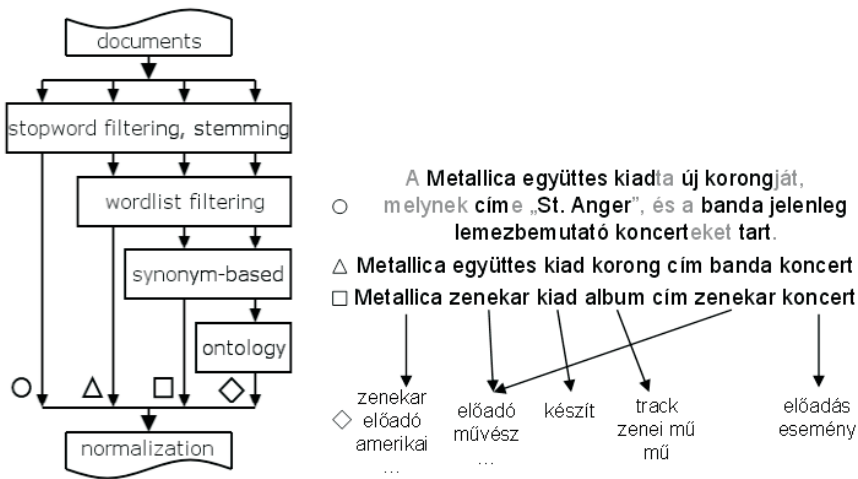 documents
stopword filtering, stemming
wordlist filtering
synonym-based
ontology
normalization
A Metallica együttes kiadta új korongját,
melynek címe „St. Anger”, és a banda jelenleg
lemezbemutató koncerteket tart.
Metallica együttes kiad korong cím banda koncert
Metallica zenekar kiad album cím zenekar koncert
zenekar
előadó
amerikai
...
előadó
művész
...
készít
track
zenei mű
mű
előadás
esemény